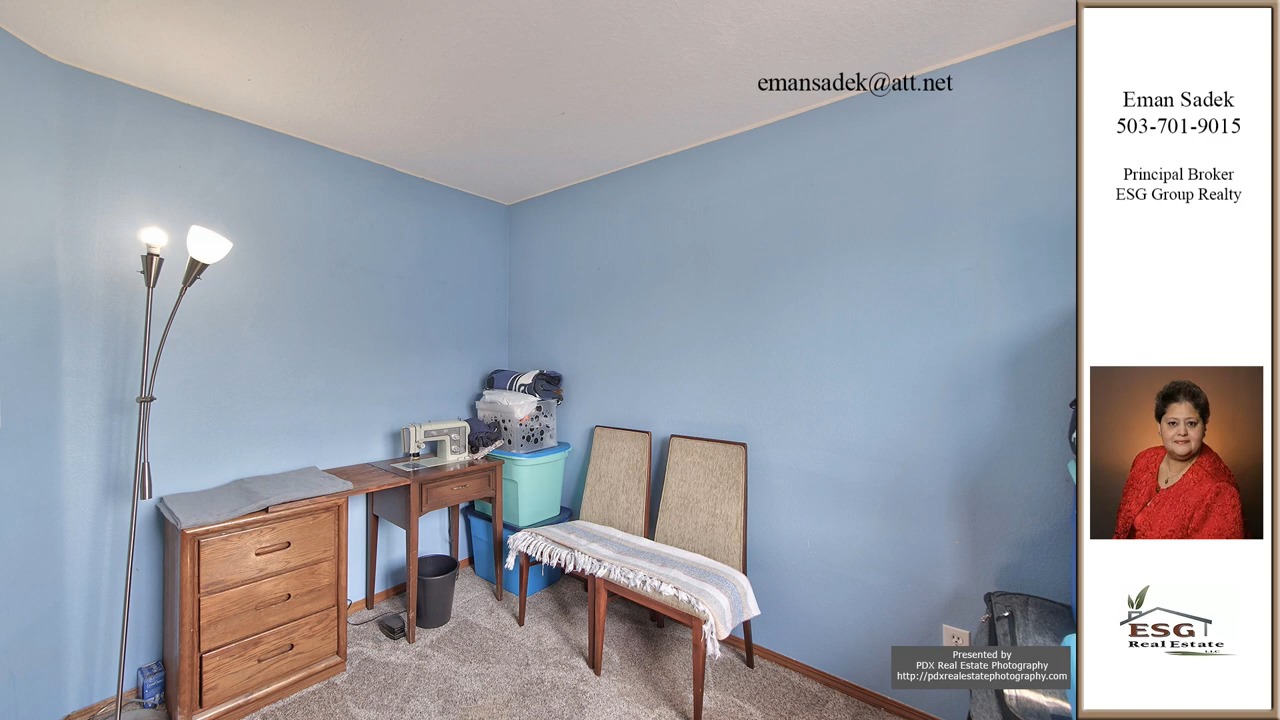 emansadek@att.net
Eman Sadek
503-701-9015
Principal Broker
ESG Group Realty
ESG
Real Estate
LLC
Presented by
PDX Real Estate Photography
http://pdxrealestatephotography.com